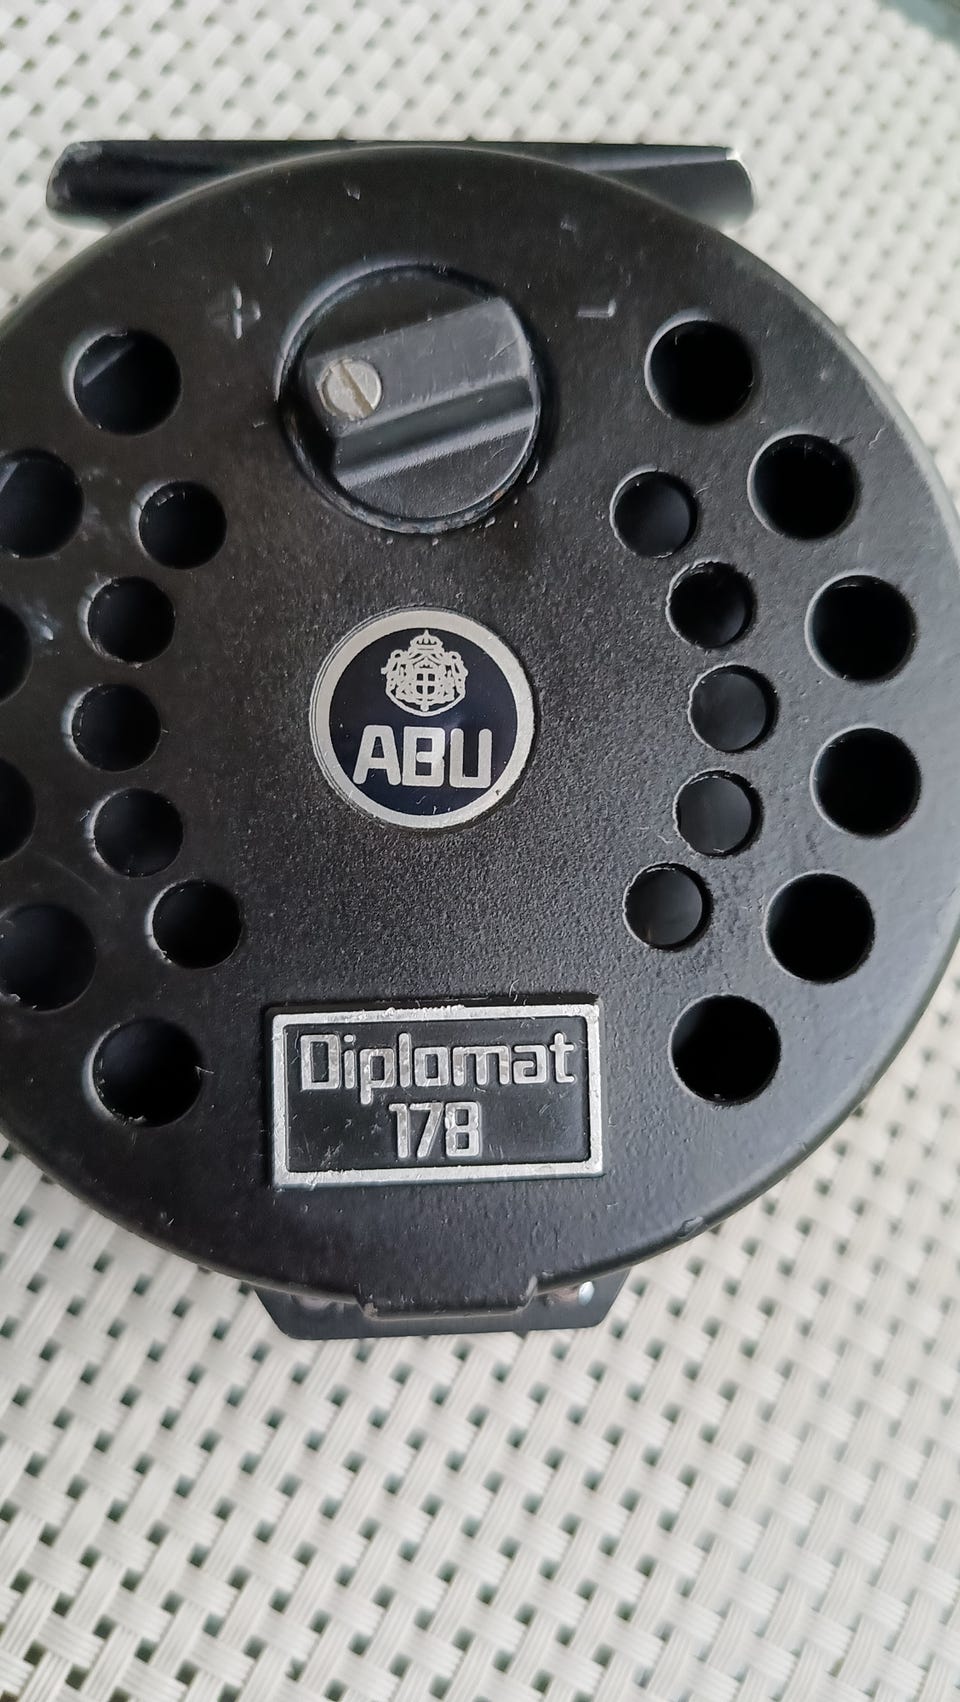 + -
ABU
Diplomat
178